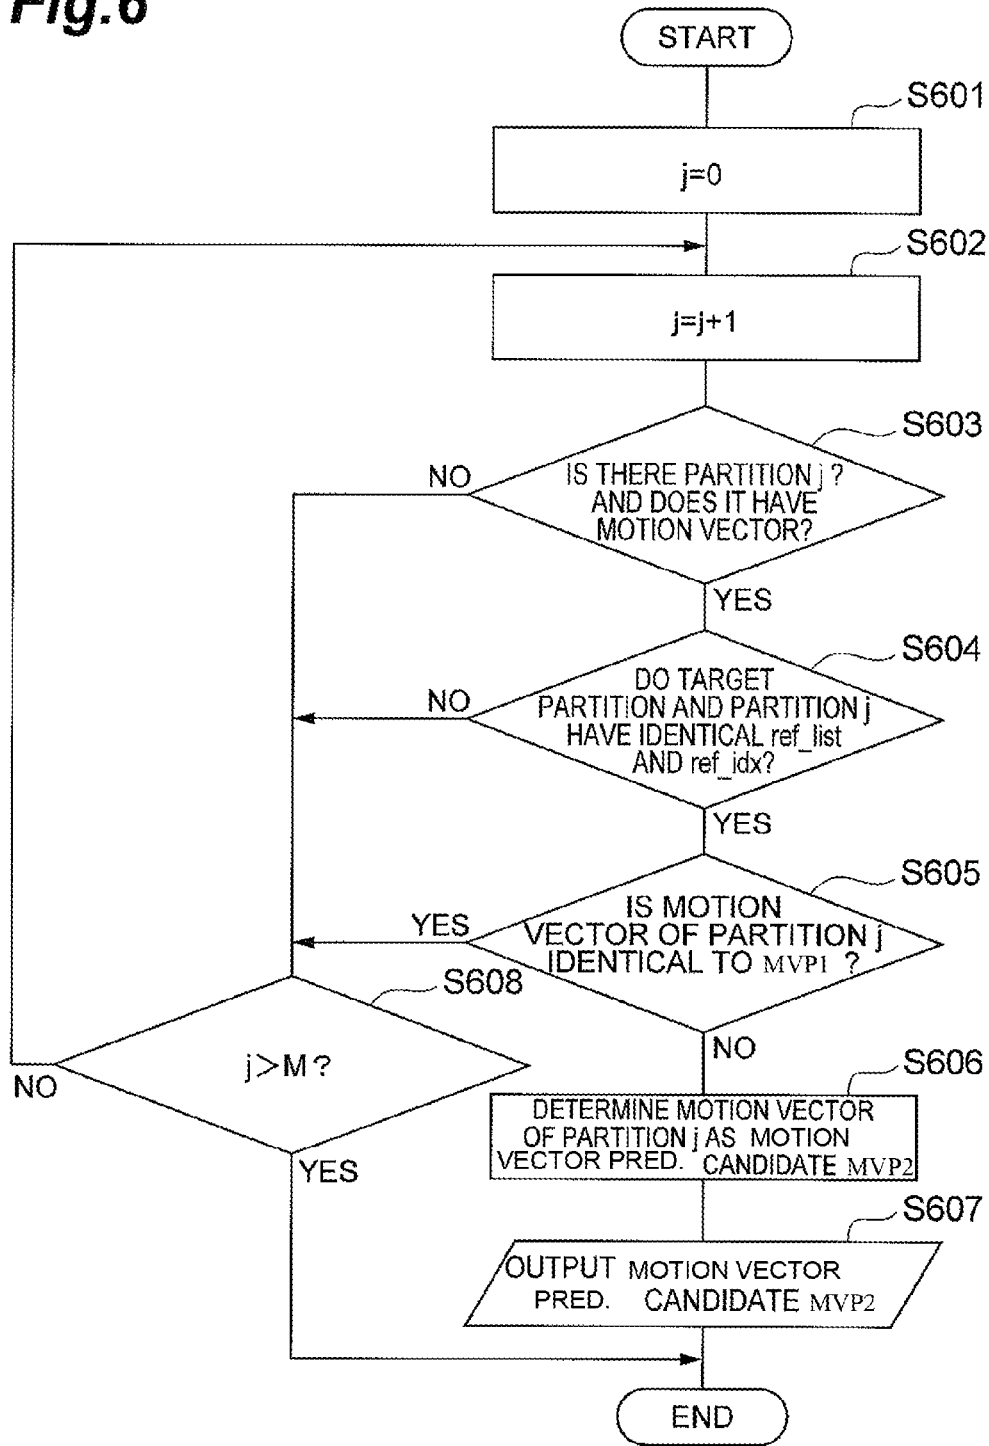 Fig.6
START
S601
j=0
S602
j=j+1
S603
NO
IS THERE PARTITION j ?
AND DOES IT HAVE
MOTION VECTOR?
YES
S604
NO
DO TARGET
PARTITION AND PARTITION j
HAVE IDENTICAL ref_list
AND ref_idx?
YES
S605
YES
IS MOTION
VECTOR OF PARTITION j
IDENTICAL TO MVP1 ?
S608
j>M?
NO
NO
YES
S606
DETERMINE MOTION VECTOR
OF PARTITION j AS MOTION
VECTOR PRED. CANDIDATE MVP2
S607
OUTPUT MOTION VECTOR
PRED. CANDIDATE MVP2
END